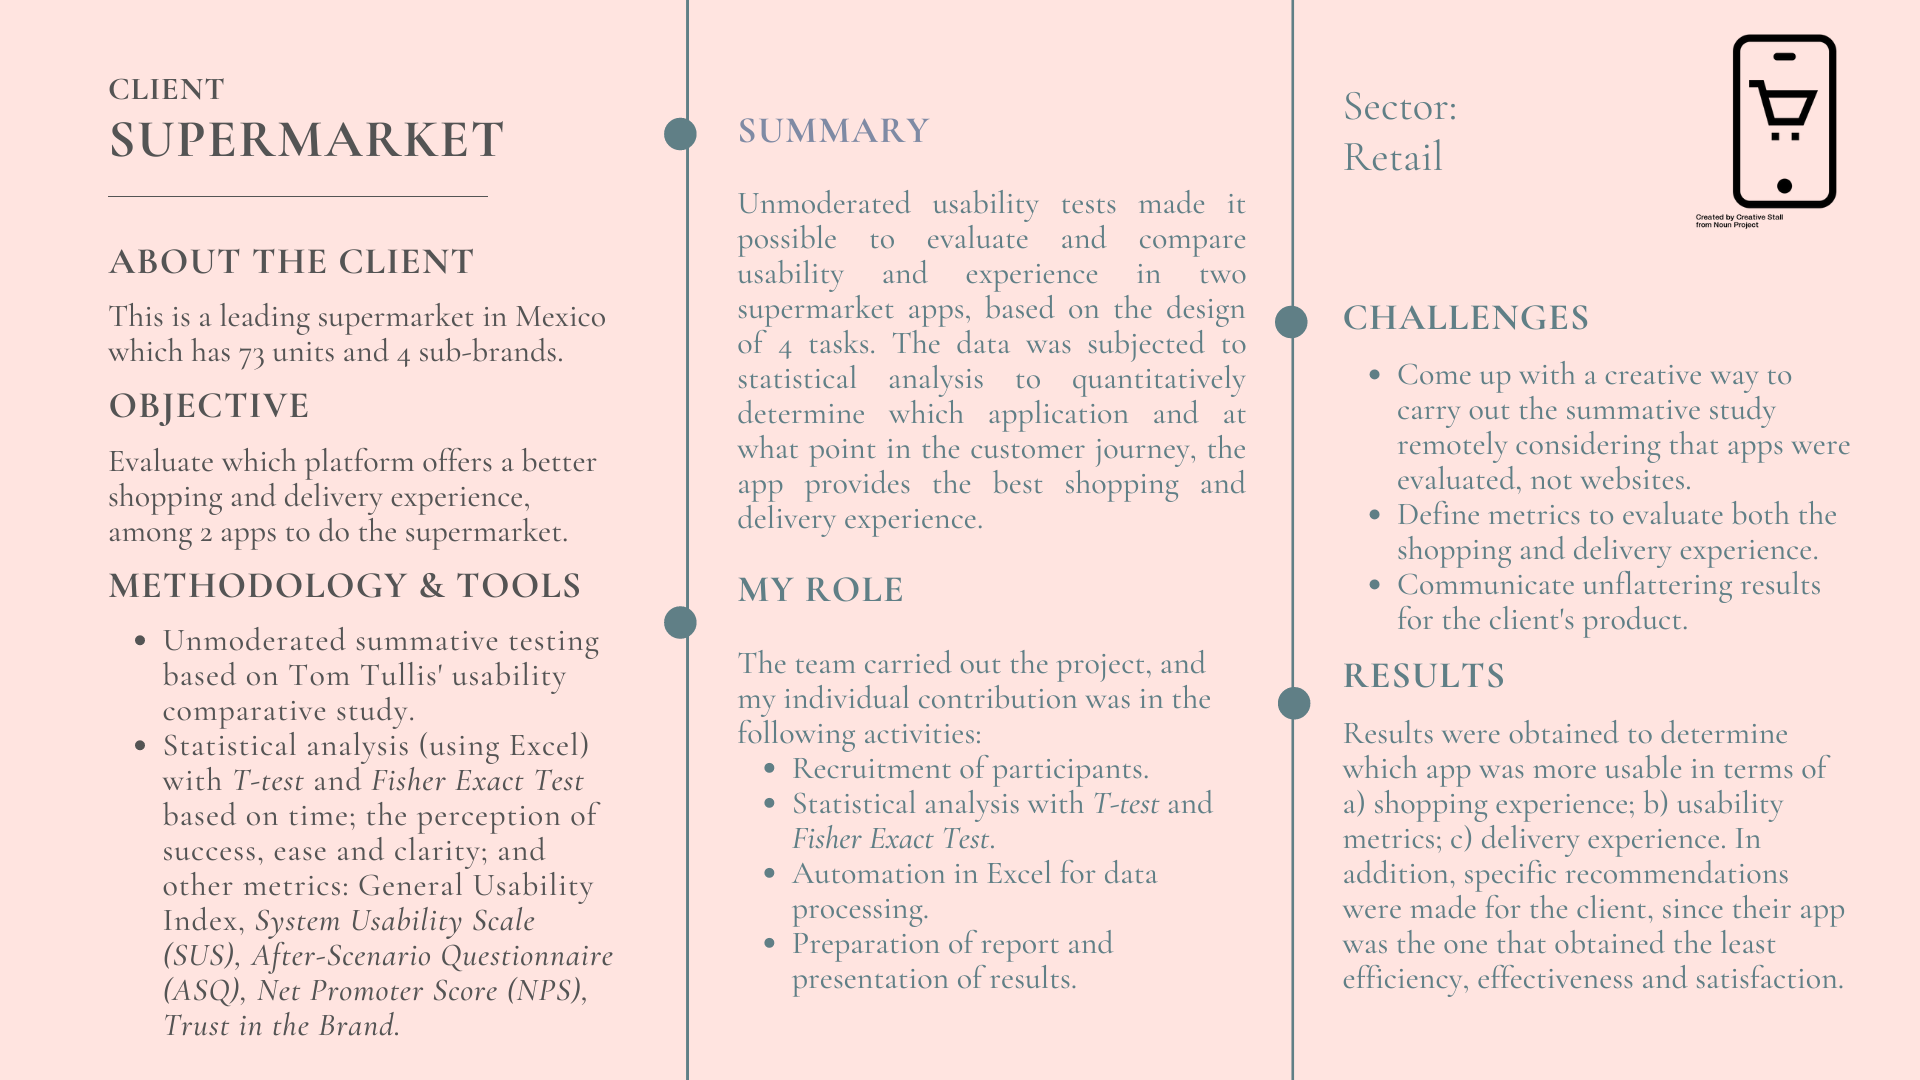 CLIENT
SUPERMARKET
ABOUT THE CLIENT
This is a leading supermarket in Mexico
which has 73 units and 4 sub-brands.
OBJECTIVE
Evaluate which platform offers a better
shopping and delivery experience,
among 2 apps to do the supermarket.
METHODOLOGY & TOOLS
• Unmoderated summative testing
based on Tom Tullis' usability
comparative study.
• Statistical analysis (using Excel)
with T-test and Fisher Exact Test
based on time; the perception of
success, ease and clarity; and
other metrics: General Usability
Index, System Usability Scale
(SUS), After-Scenario Questionnaire
(ASQ), Net Promoter Score (NPS),
Trust in the Brand.
SUMMARY
Unmoderated usability tests made it
possible to evaluate and compare
usability and experience in two
supermarket apps, based on the design
of 4 tasks. The data was subjected to
statistical analysis to quantitatively
determine which application and at
what point in the customer journey, the
app provides the best shopping and
delivery experience.
MY ROLE
The team carried out the project, and
my individual contribution was in the
following activities:
• Recruitment of participants.
• Statistical analysis with T-test and
Fisher Exact Test.
• Automation in Excel for data
processing.
• Preparation of report and
presentation of results.
Sector:
Retail
Created by Creative Stall
from Noun Project
CHALLENGES
• Come up with a creative way to
carry out the summative study
remotely considering that apps were
evaluated, not websites.
• Define metrics to evaluate both the
shopping and delivery experience.
• Communicate unflattering results
for the client's product.
RESULTS
Results were obtained to determine
which app was more usable in terms of
a) shopping experience; b) usability
metrics; c) delivery experience. In
addition, specific recommendations
were made for the client, since their app
was the one that obtained the least
efficiency, effectiveness and satisfaction.